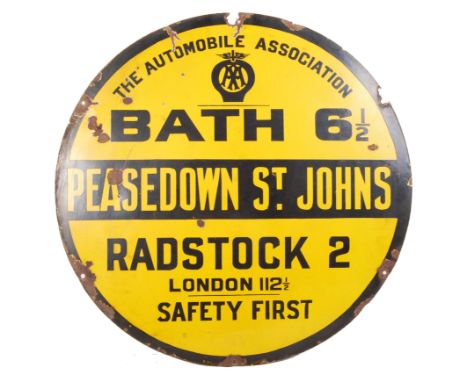 THE AUTOMOBILE ASSOCIATION
AA
BATH 6½
PEASEDOWN ST. JOHNS
RADSTOCK 2
LONDON 112½
SAFETY FIRST